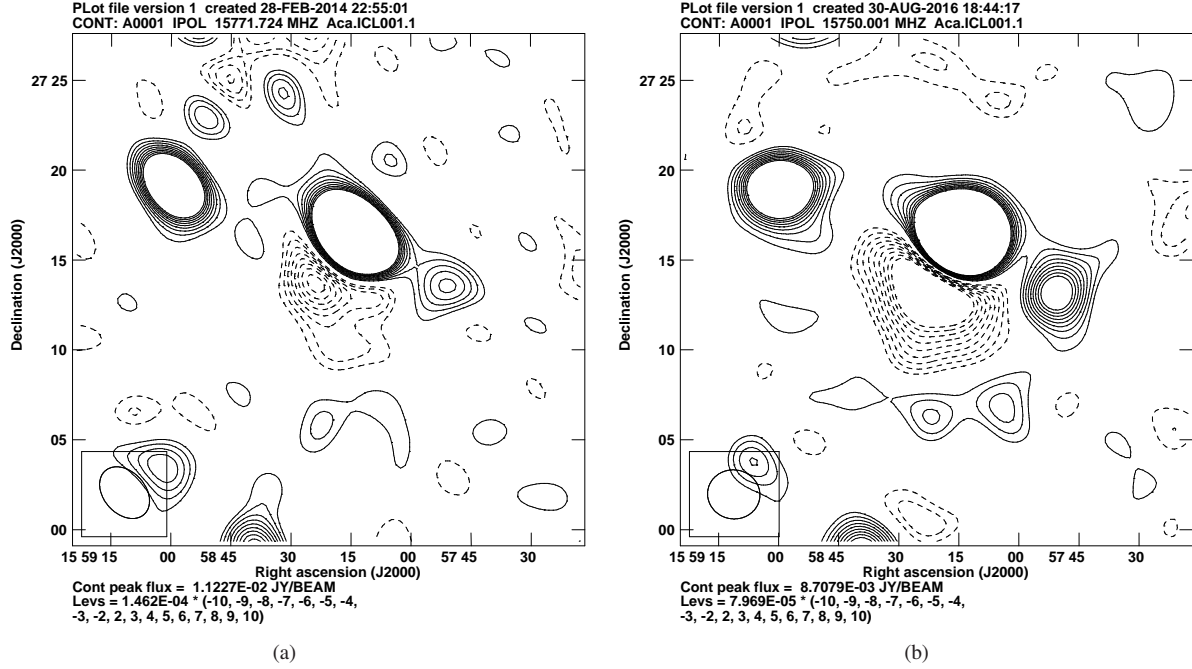 PLot file version 1 created 28-FEB-2014 22:55:01
CONT: A0001 IPOL 15771.724 MHZ Aca.ICL001.1
Declination (J2000)
27 25
20
15
10
05
00
15 59 15
00
58 45
30
15
00
57 45
30
Right ascension (J2000)
Cont peak flux = 1.1227E-02 JY/BEAM
Levs = 1.462E-04 * (-10, -9, -8, -7, -6, -5, -4,
-3, -2, 2, 3, 4, 5, 6, 7, 8, 9, 10)
(a)
PLot file version 1 created 30-AUG-2016 18:44:17
CONT: A0001 IPOL 15750.001 MHZ Aca.ICL001.1
Declination (J2000)
27 25
20
15
10
05
00
15 59 15
00
58 45
30
15
00
57 45
30
Right ascension (J2000)
Cont peak flux = 8.7079E-03 JY/BEAM
Levs = 7.969E-05 * (-10, -9, -8, -7, -6, -5, -4,
-3, -2, 2, 3, 4, 5, 6, 7, 8, 9, 10)
(b)